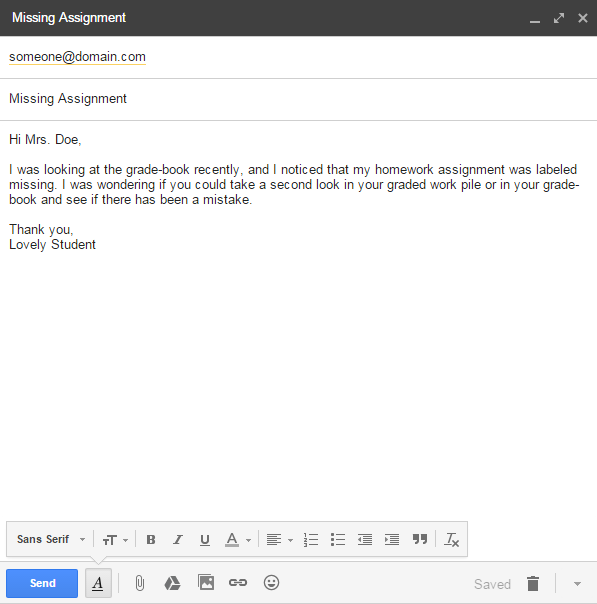 Missing Assignment
someone@domain.com
Missing Assignment
Hi Mrs. Doe,
I was looking at the grade-book recently, and I noticed that my homework assignment was labeled
missing. I was wondering if you could take a second look in your graded work pile or in your grade-
book and see if there has been a mistake.
Thank you,
Lovely Student
Sans Serif
Send
Saved